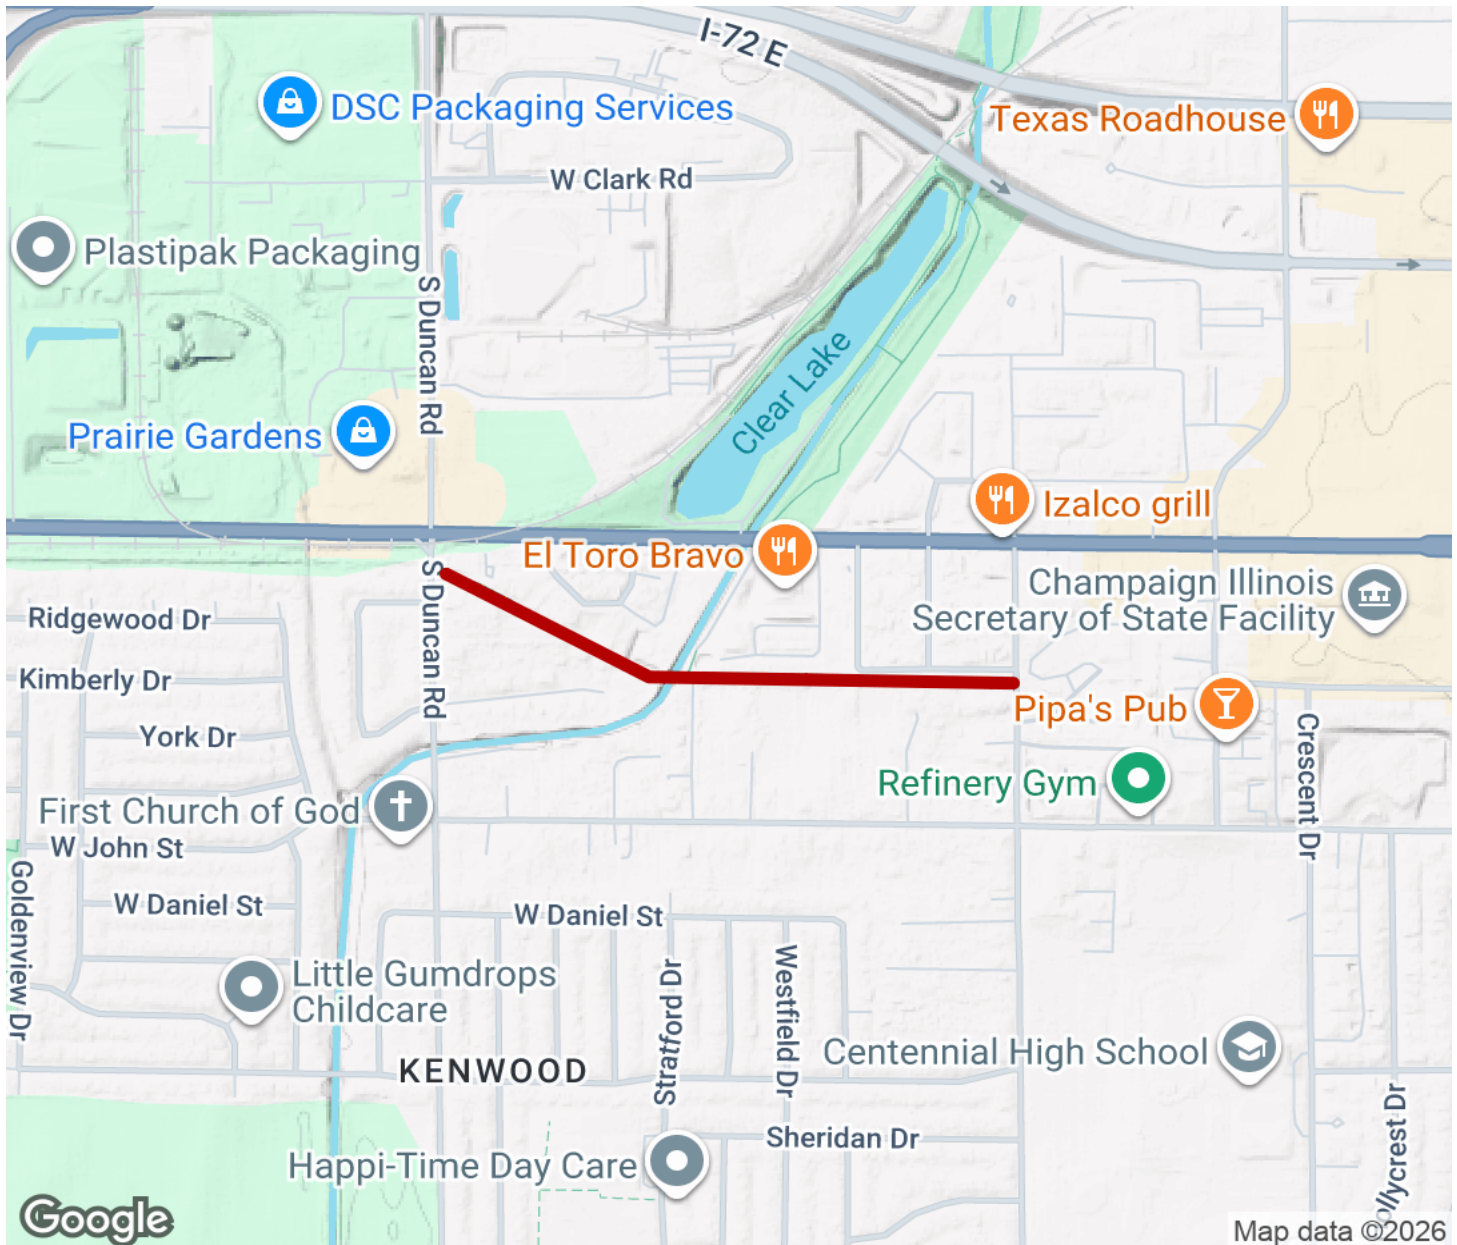 I-72 E
DSC Packaging Services
Texas Roadhouse
W Clark Rd
Plastipak Packaging
S Duncan Rd
Clear Lake
Prairie Gardens
Izalco grill
El Toro Bravo
Champaign Illinois
Secretary of State Facility
S Duncan Rd
Ridgewood Dr
Kimberly Dr
Pipa's Pub
York Dr
Crescent Dr
Refinery Gym
First Church of God
W John St
Goldenview Dr
W Daniel St
W Daniel St
Little Gumdrops
Childcare
Stratford Dr
Westfield Dr
Centennial High School
KENWOOD
ollycrest Dr
Sheridan Dr
Happi-Time Day Care
Google
Map data ©2026